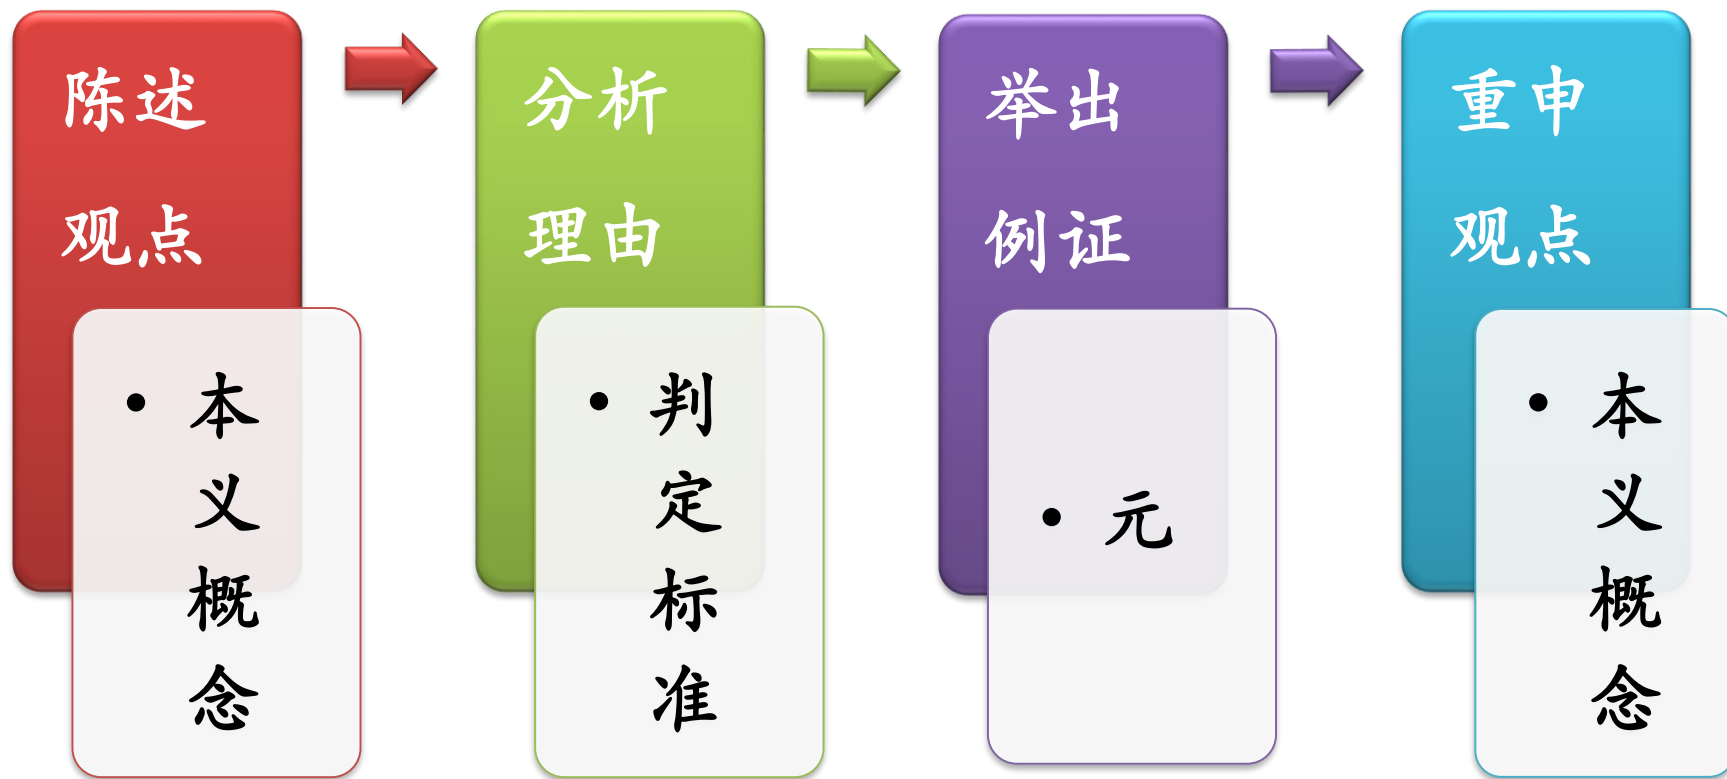 陈述
观点
• 本
义
概
念
分析
理由
• 判
定
标
准
举出
例证
• 元
重申
观点
• 本
义
概
念